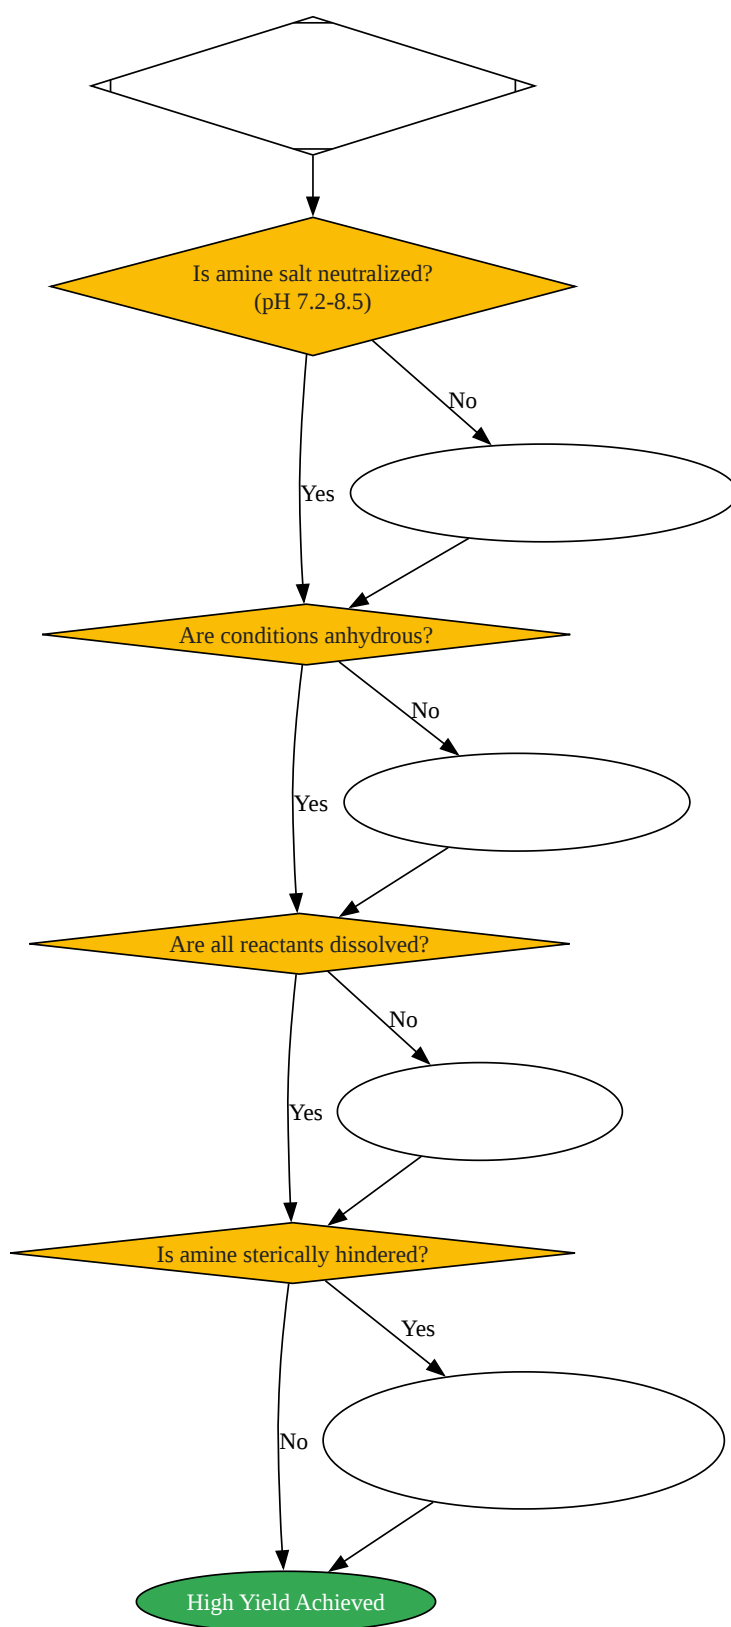 Is amine salt neutralized?
(pH 7.2-8.5)
No
Yes
Are conditions anhydrous?
No
Yes
Are all reactants dissolved?
No
Yes
Is amine sterically hindered?
Yes
No
High Yield Achieved